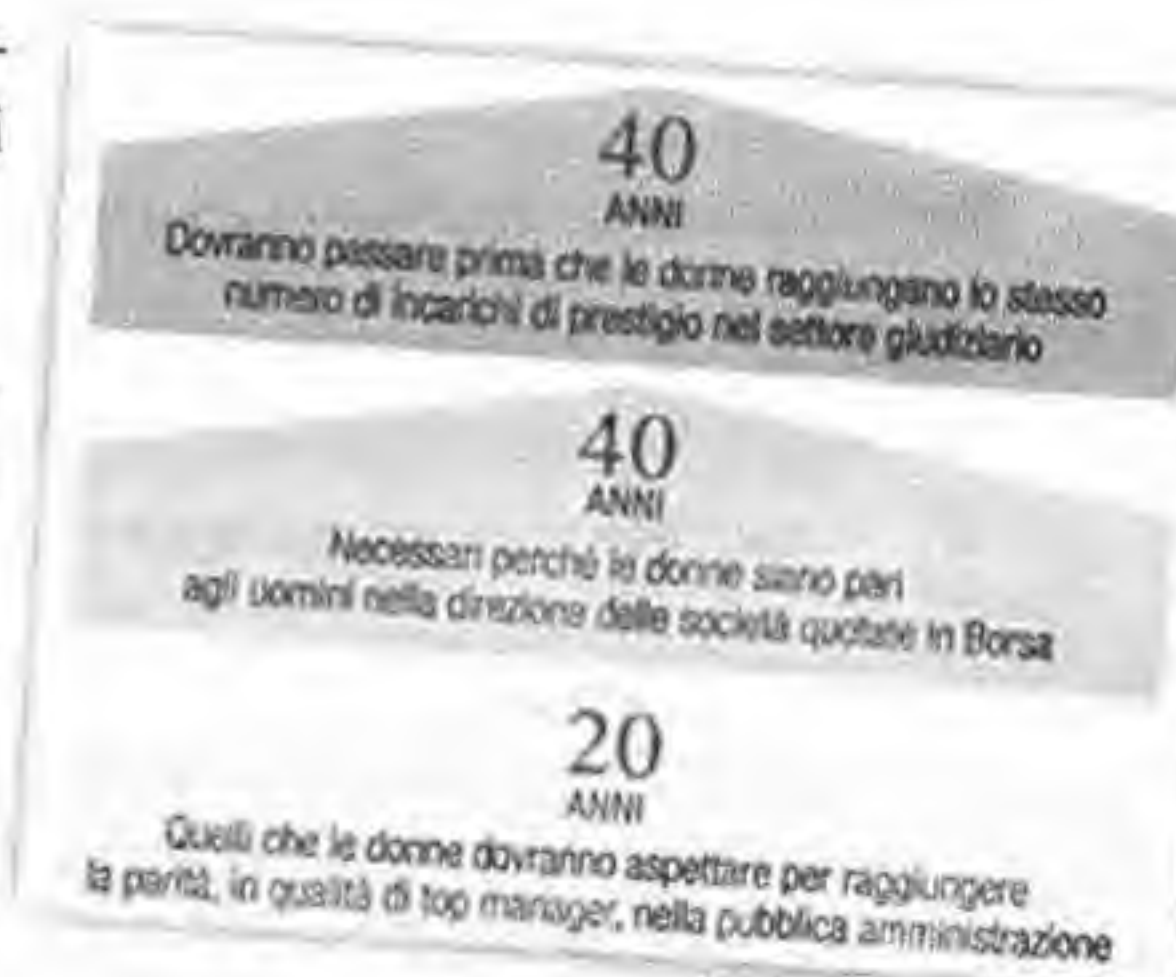 40
ANNI
Dovranno passare prima che le donne raggiungano lo stesso
numero di incarichi di prestigio nel settore giudiziario
40
ANNI
Necessari perché le donne siano pari
agli uomini nella direzione delle società quotate in Borsa
20
ANNI
Quelli che le donne dovranno aspettare per raggiungere
la parità, in qualità di top manager, nella pubblica amministrazione